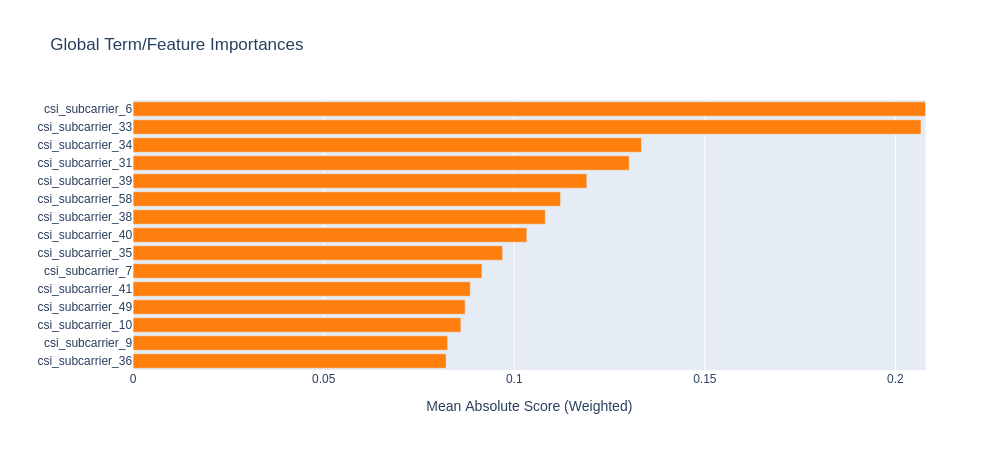 Global Term/Feature Importances
csi_subcarrier_6
csi_subcarrier_33
csi_subcarrier_34
csi_subcarrier_31
csi_subcarrier_39
csi_subcarrier_58
csi_subcarrier_38
csi_subcarrier_40
csi_subcarrier_35
csi_subcarrier_7
csi_subcarrier_41
csi_subcarrier_49
csi_subcarrier_10
csi_subcarrier_9
csi_subcarrier_36
0 0.05 0.1 0.15 0.2
Mean Absolute Score (Weighted)